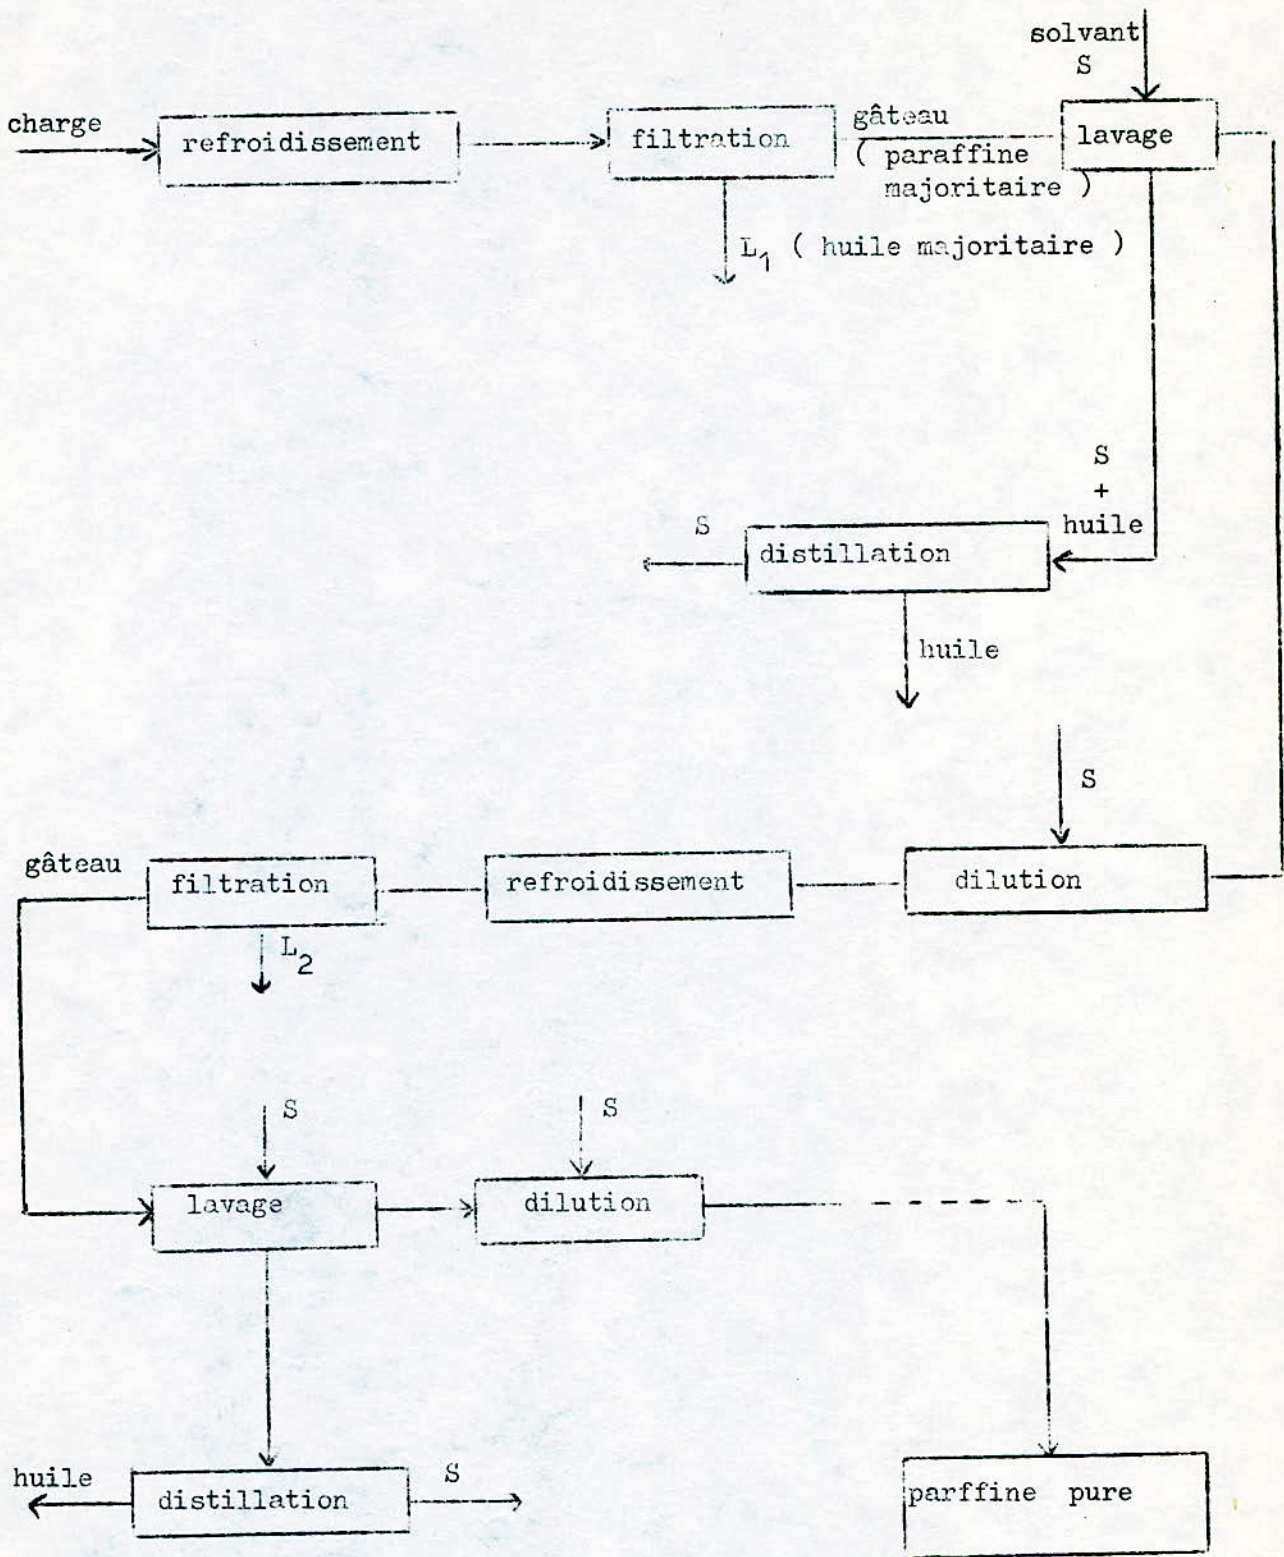 solvant
S
charge
refroidissement
filtration
gâteau
( paraffine
majoritaire )
lavage
L1 ( huile majoritaire )
S
+
huile
S
distillation
huile
S
gâteau
filtration
refroidissement
dilution
L2
S
S
lavage
dilution
huile
distillation
S
parffine pure